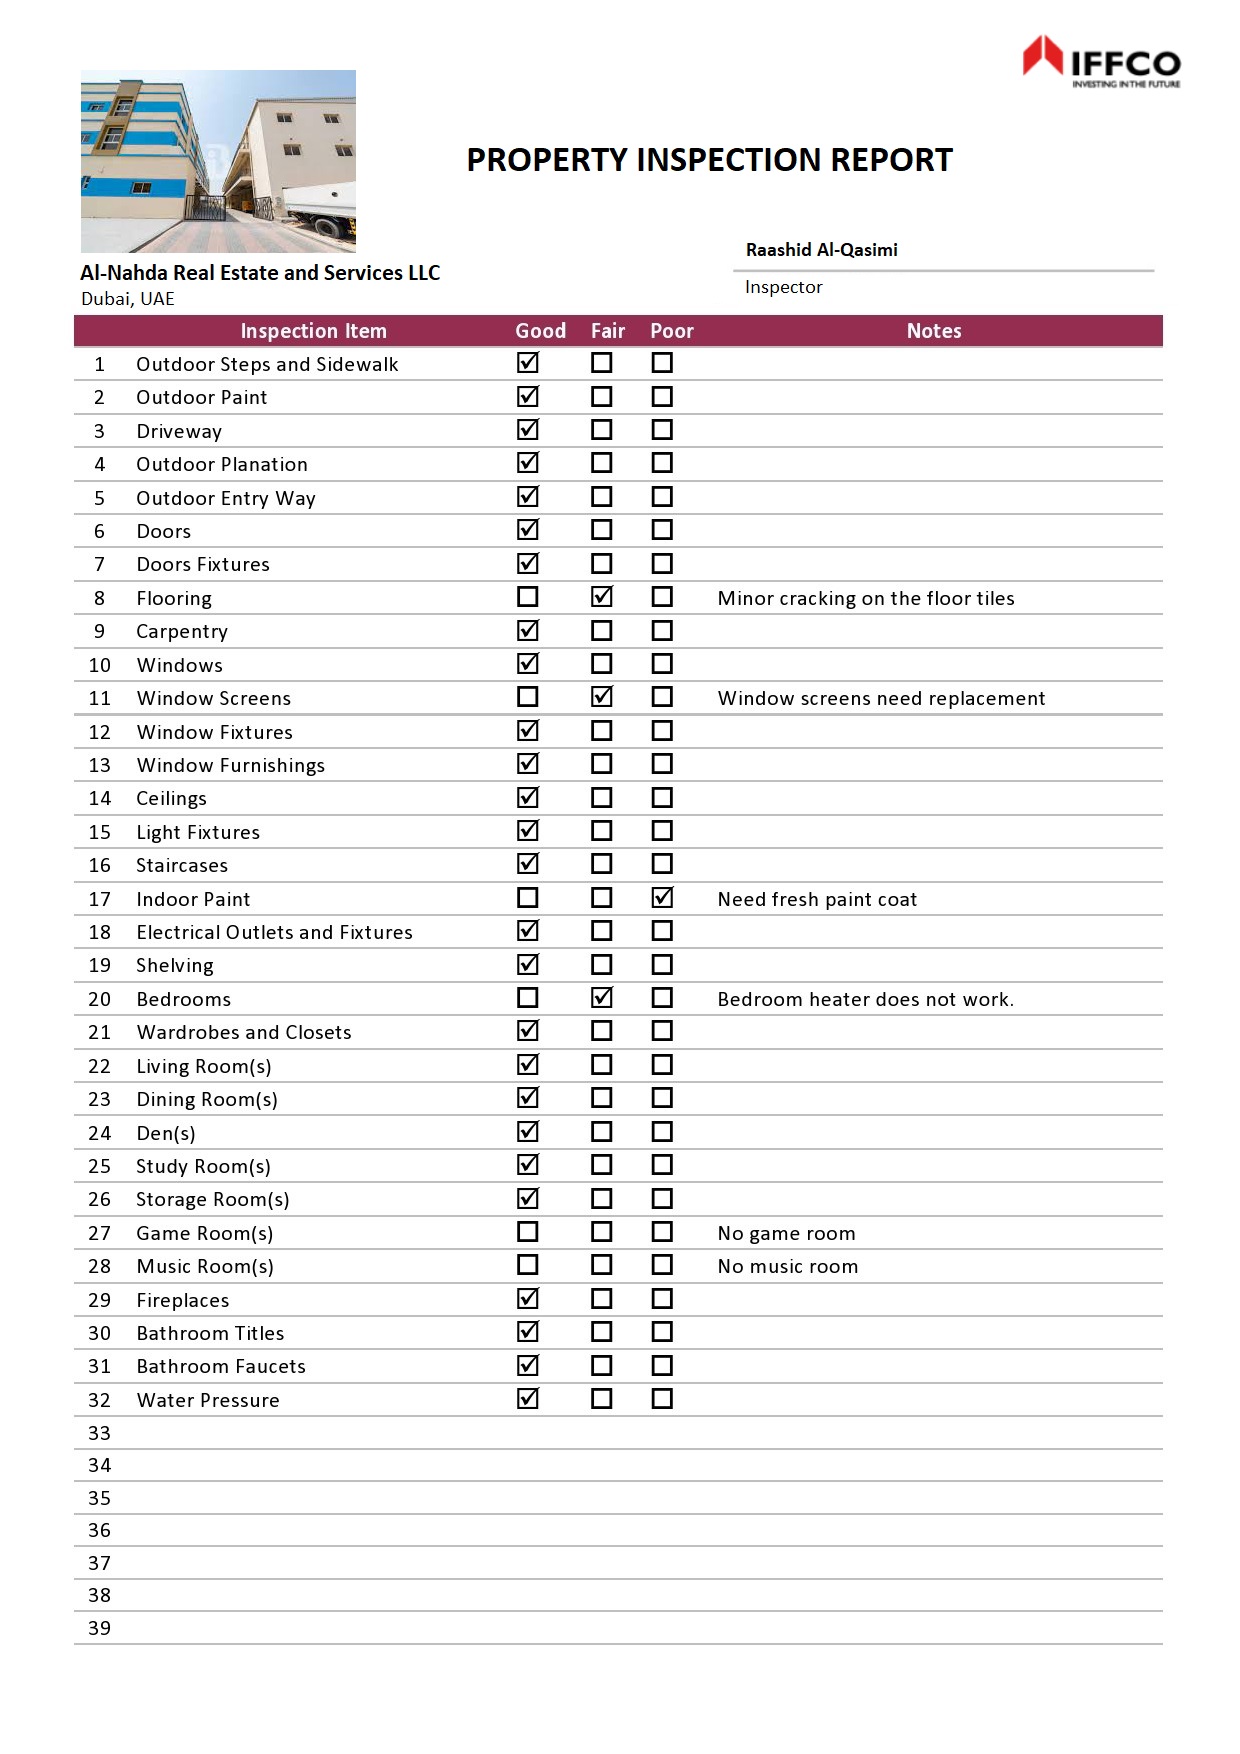 IFFCO
INVESTING IN THE FUTURE
PROPERTY INSPECTION REPORT
Raashid Al-Qasimi
Al-Nahda Real Estate and Services LLC
Inspector
Dubai, UAE
Inspection Item Good Fair Poor Notes
1 Outdoor Steps and Sidewalk ☑ ☐ ☐
2 Outdoor Paint ☑ ☐ ☐
3 Driveway ☑ ☐ ☐
4 Outdoor Planation ☑ ☐ ☐
5 Outdoor Entry Way ☑ ☐ ☐
6 Doors ☑ ☐ ☐
7 Doors Fixtures ☑ ☐ ☐
8 Flooring ☐ ☑ ☐ Minor cracking on the floor tiles
9 Carpentry ☑ ☐ ☐
10 Windows ☑ ☐ ☐
11 Window Screens ☐ ☑ ☐ Window screens need replacement
12 Window Fixtures ☑ ☐ ☐
13 Window Furnishings ☑ ☐ ☐
14 Ceilings ☑ ☐ ☐
15 Light Fixtures ☑ ☐ ☐
16 Staircases ☑ ☐ ☐
17 Indoor Paint ☐ ☐ ☑ Need fresh paint coat
18 Electrical Outlets and Fixtures ☑ ☐ ☐
19 Shelving ☑ ☐ ☐
20 Bedrooms ☐ ☑ ☐ Bedroom heater does not work.
21 Wardrobes and Closets ☑ ☐ ☐
22 Living Room(s) ☑ ☐ ☐
23 Dining Room(s) ☑ ☐ ☐
24 Den(s) ☑ ☐ ☐
25 Study Room(s) ☑ ☐ ☐
26 Storage Room(s) ☑ ☐ ☐
27 Game Room(s) ☐ ☐ ☐ No game room
28 Music Room(s) ☐ ☐ ☐ No music room
29 Fireplaces ☑ ☐ ☐
30 Bathroom Titles ☑ ☐ ☐
31 Bathroom Faucets ☑ ☐ ☐
32 Water Pressure ☑ ☐ ☐
33
34
35
36
37
38
39